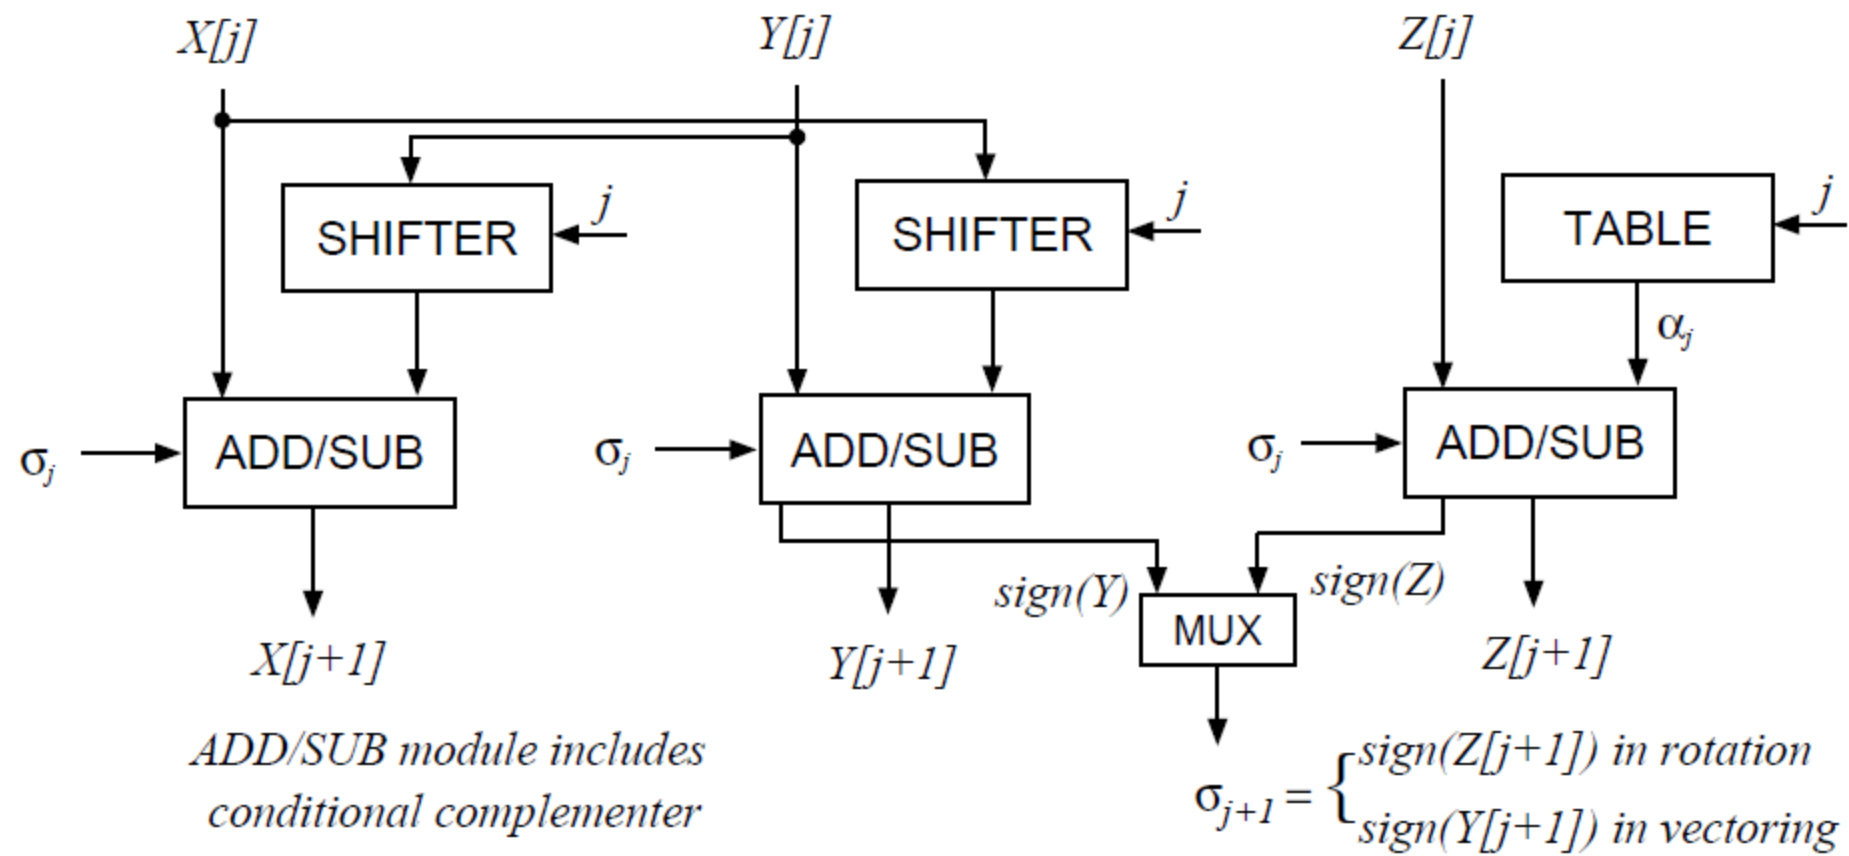 X[j]
Y[j]
Z[j]
SHIFTER
j
SHIFTER
j
TABLE
j
αj
σj
ADD/SUB
σj
ADD/SUB
σj
ADD/SUB
sign(Y)
sign(Z)
MUX
X[j+1]
Y[j+1]
Z[j+1]
ADD/SUB module includes
conditional complementer
σj+1 = { sign(Z[j+1]) in rotation
sign(Y[j+1]) in vectoring